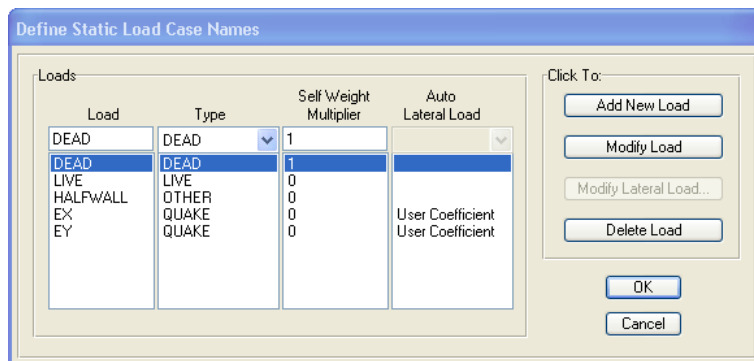 Define Static Load Case Names
Loads
Click To:
Load Type Self Weight Multiplier Auto Lateral Load
DEAD DEAD 1
DEAD DEAD 1
LIVE LIVE 0
HALFWALL OTHER 0
EX QUAKE 0 User Coefficient
EY QUAKE 0 User Coefficient
Add New Load
Modify Load
Modify Lateral Load...
Delete Load
OK
Cancel